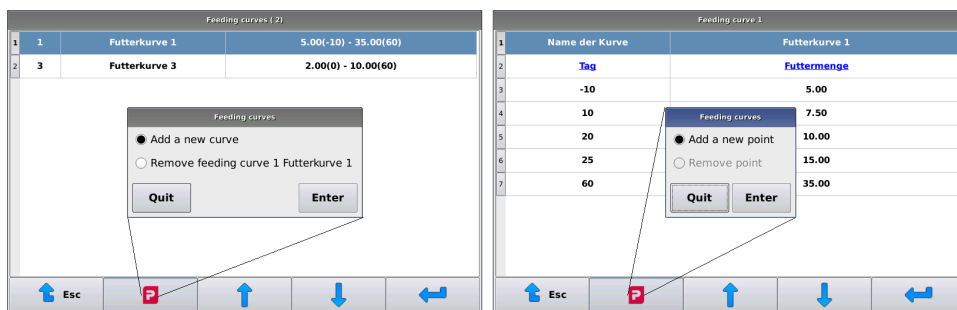 Feeding curves ( 2)
1 1 Futterkurve 1 5.00(-10) - 35.00(60)
2 3 Futterkurve 3 2.00(0) - 10.00(60)
Feeding curves
Add a new curve
Remove feeding curve 1 Futterkurve 1
Quit Enter
Esc
Feeding curve 1
1 Name der Kurve Futterkurve 1
2 Tag Futtermenge
3 -10 5.00
4 10 7.50
5 20 10.00
6 25 15.00
7 60 35.00
Feeding curves
Add a new point
Remove point
Quit Enter
Esc